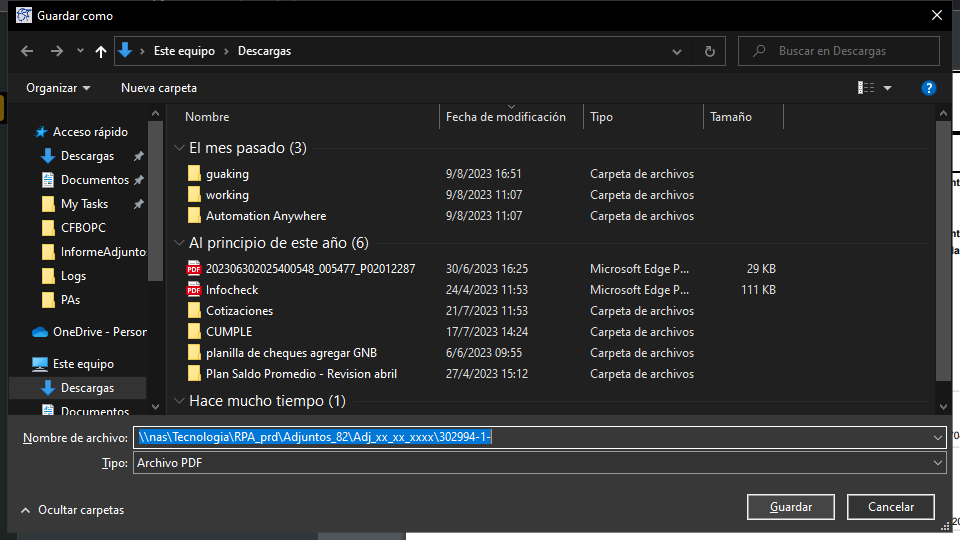 Guardar como
Este equipo > Descargas
Buscar en Descargas
Organizar Nueva carpeta
Nombre Fecha de modificación Tipo Tamaño
Acceso rápido
Descargas
Documentos
My Tasks
CFBOPC
InformeAdjunto
Logs
PAs
OneDrive - Person
Este equipo
Descargas
Documentos
El mes pasado (3)
guaking 9/8/2023 16:51 Carpeta de archivos
working 9/8/2023 11:07 Carpeta de archivos
Automation Anywhere 9/8/2023 11:07 Carpeta de archivos
Al principio de este año (6)
PDF 202306302025400548_005477_P02012287 30/6/2023 16:25 Microsoft Edge P... 29 KB
PDF Infocheck 24/4/2023 11:53 Microsoft Edge P... 111 KB
Cotizaciones 21/7/2023 11:53 Carpeta de archivos
CUMPLE 17/7/2023 14:24 Carpeta de archivos
planilla de cheques agregar GNB 6/6/2023 09:55 Carpeta de archivos
Plan Saldo Promedio - Revision abril 27/4/2023 15:12 Carpeta de archivos
Hace mucho tiempo (1)
Nombre de archivo: \\nas\Tecnologia\RPA_prd\Adjuntos_82\Adj_xx_xx_xxxx\302994-1-
Tipo: Archivo PDF
Ocultar carpetas
Guardar Cancelar